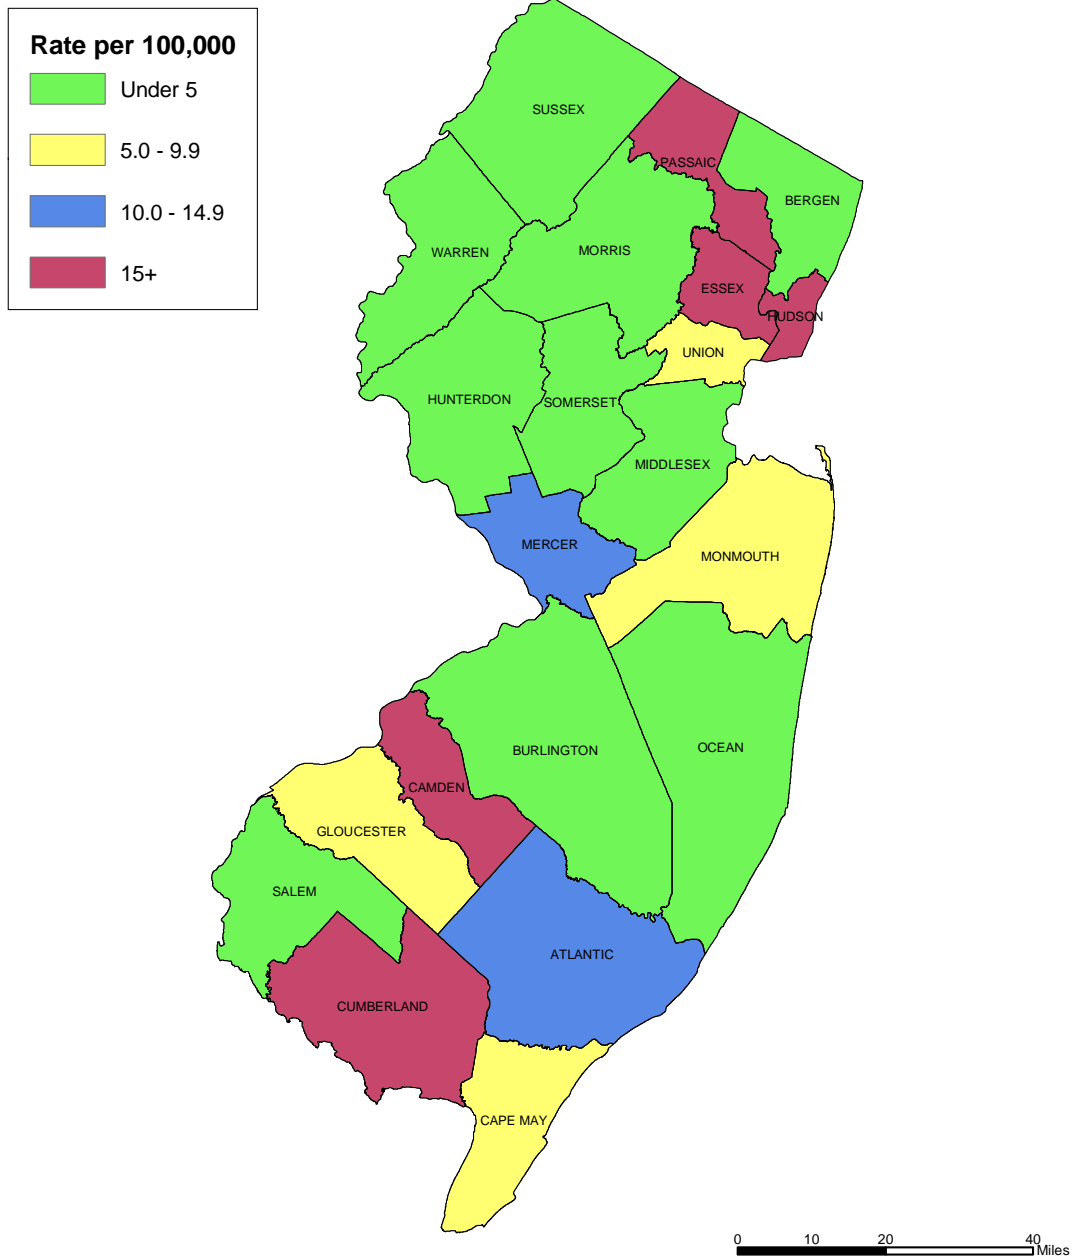 Rate per 100,000
Under 5
5.0 - 9.9
10.0 - 14.9
15+
SUSSEX
PASSAIC
BERGEN
WARREN
MORRIS
ESSEX
HUDSON
UNION
HUNTERDON
SOMERSET
MIDDLESEX
MERCER
MONMOUTH
BURLINGTON
OCEAN
CAMDEN
GLOUCESTER
SALEM
ATLANTIC
CUMBERLAND
CAPE MAY
0 10 20 40
Miles